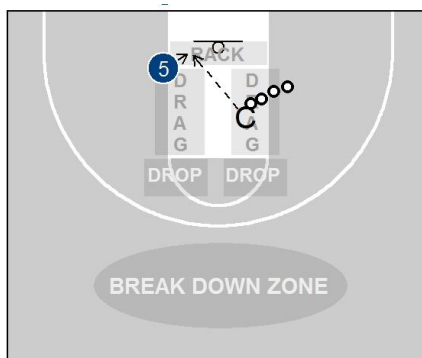 RACK
5
D D
R R
A A
G G
DROP DROP
BREAK DOWN ZONE